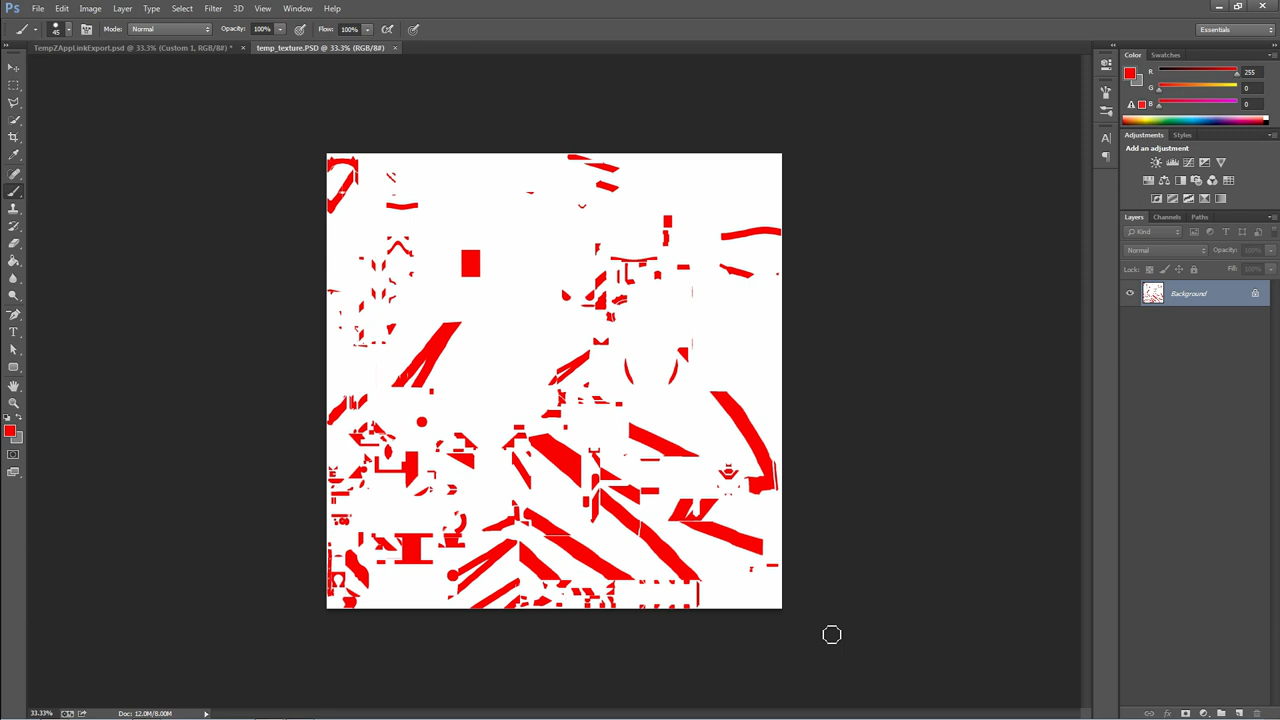 Ps File Edit Image Layer Type Select Filter 3D View Window Help
45 Mode: Normal Opacity: 100% Flow: 100% Essentials
TempZAppLinkExport.psd @ 33.3% (Custom 1, RGB/8#) * × temp_texture.PSD @ 33.3% (RGB/8#) ×
Color Swatches
R 255
G 0
B 0
Adjustments Styles
Add an adjustment
Layers Channels Paths
Kind
Normal Opacity: 100%
Lock: Fill: 100%
Background
33.33% Doc: 12.0M/8.00M